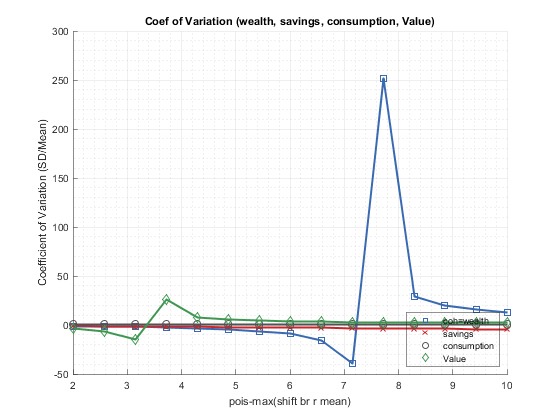 Coef of Variation (wealth, savings, consumption, Value)
300
250
200
150
100
50
0
-50
Coefficient of Variation (SD/Mean)
2 3 4 5 6 7 8 9 10
pois-max(shift br r mean)
savings
consumption
Value